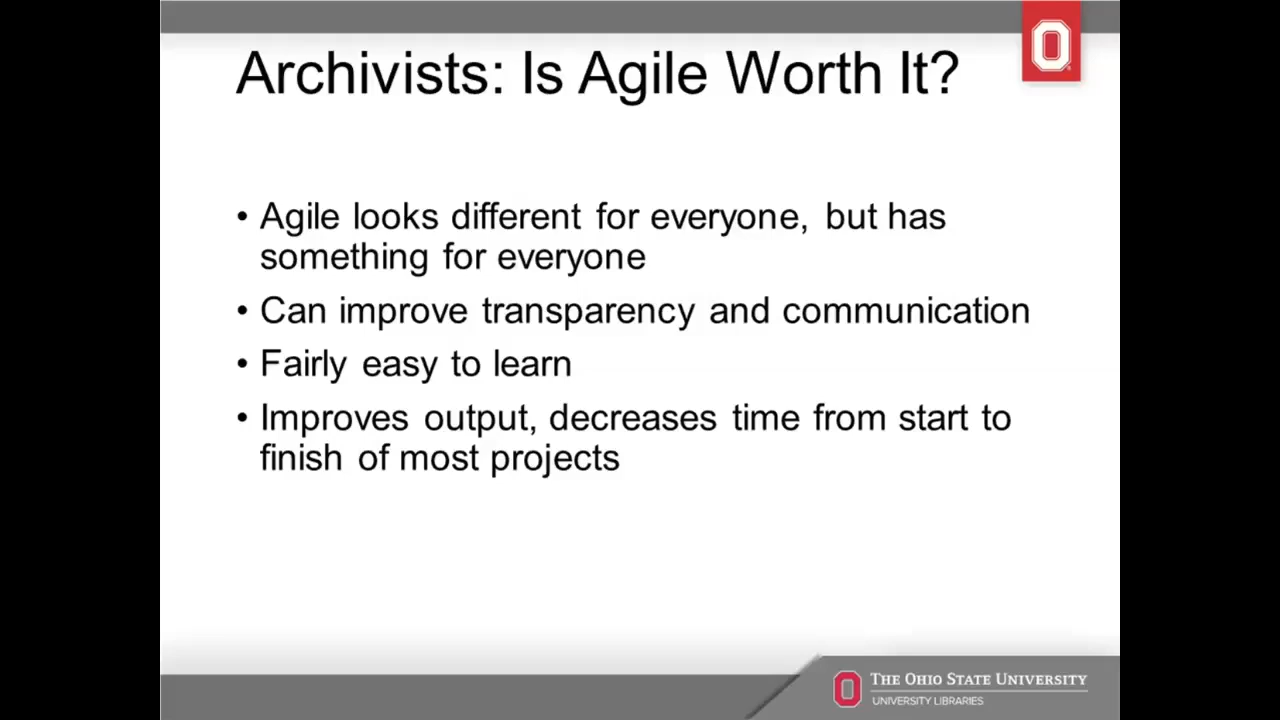 Archivists: Is Agile Worth It?
• Agile looks different for everyone, but has
something for everyone
• Can improve transparency and communication
• Fairly easy to learn
• Improves output, decreases time from start to
finish of most projects
THE OHIO STATE UNIVERSITY
UNIVERSITY LIBRARIES